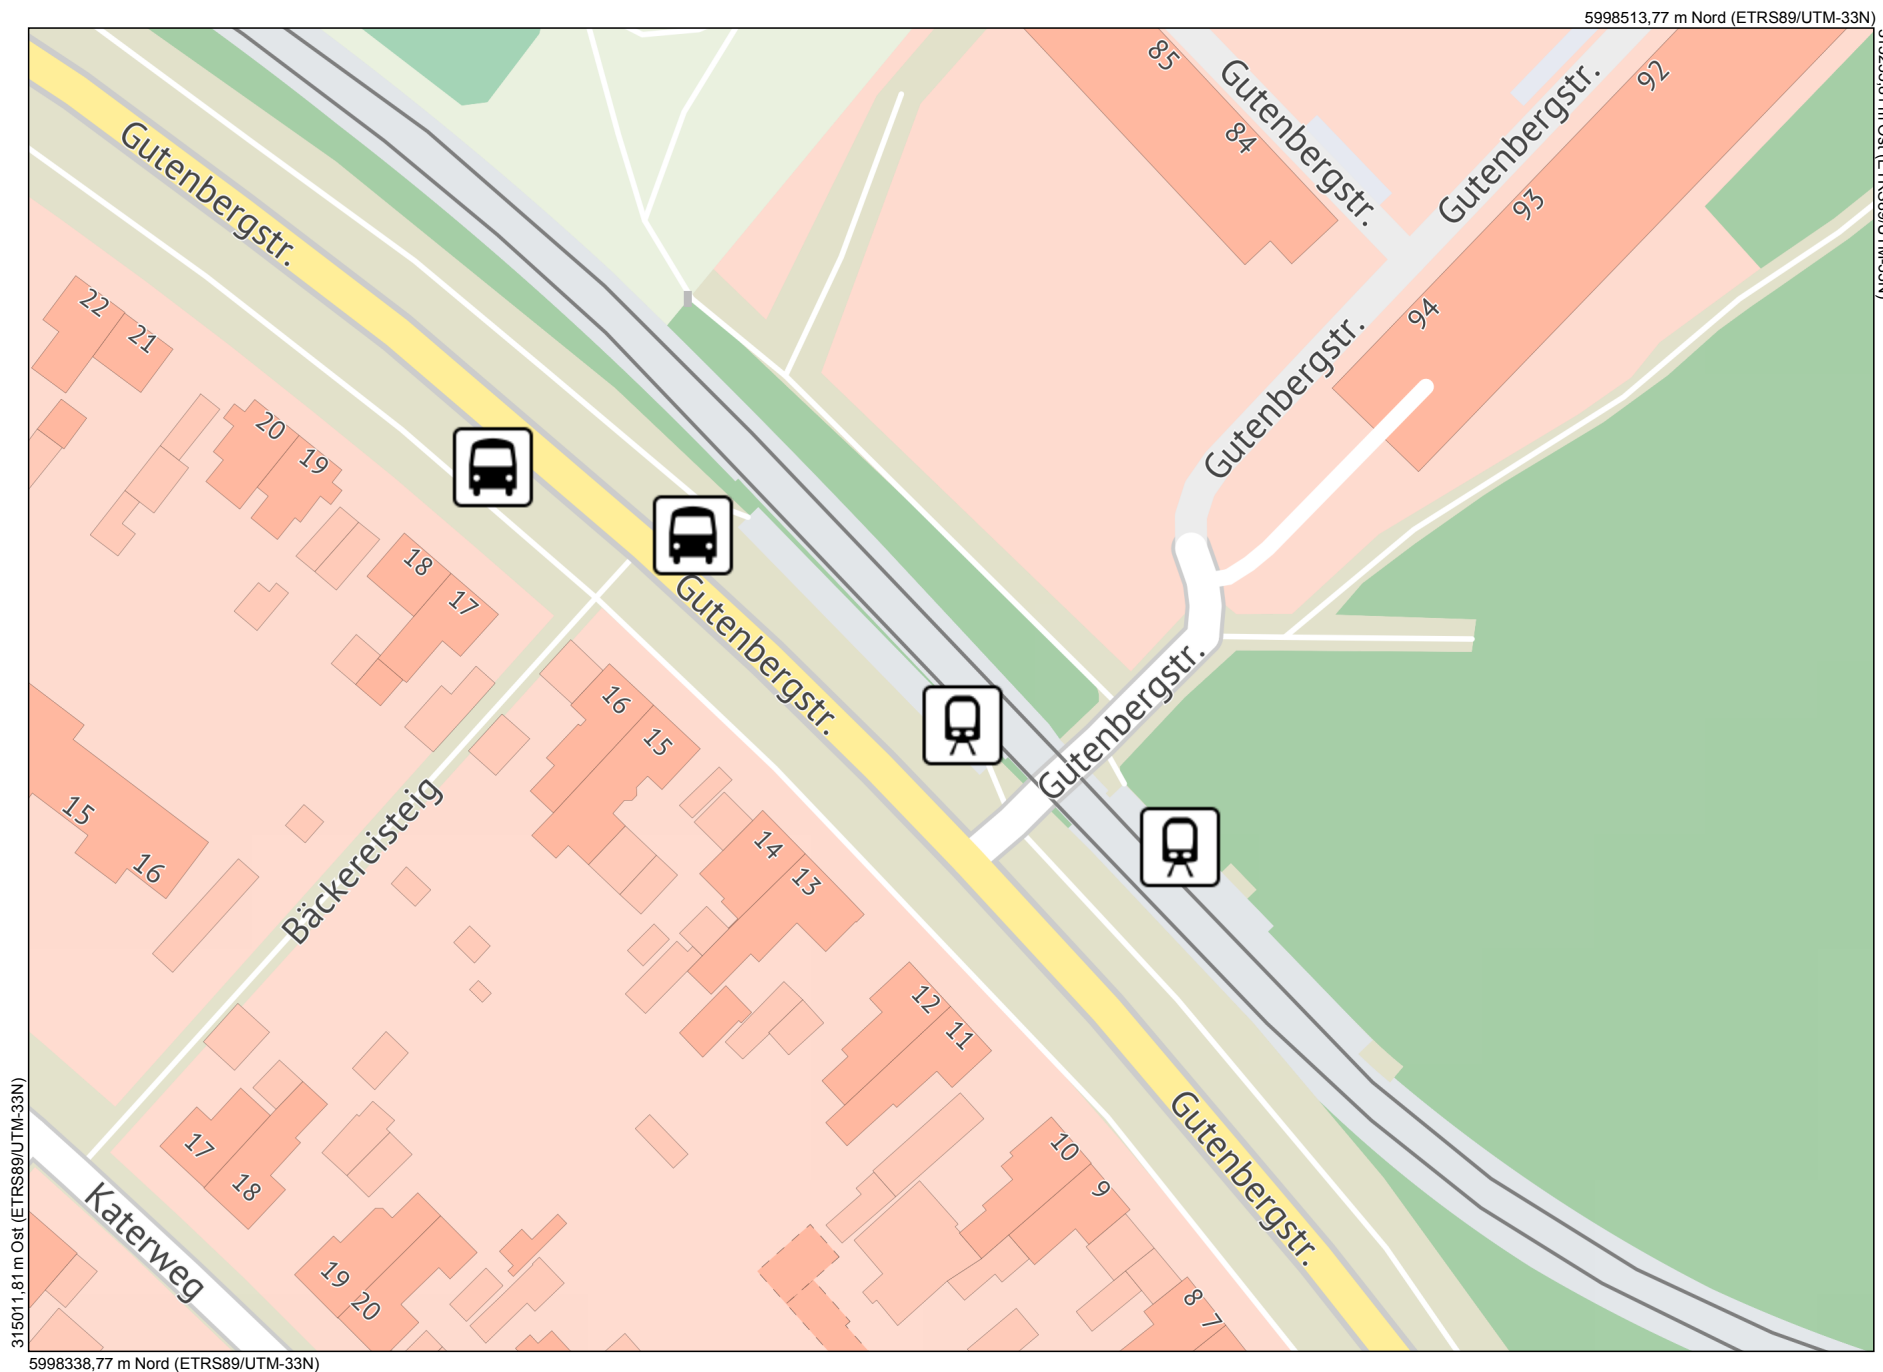 5998513,77 m Nord (ETRS89/UTM-33N)
85
Gutenbergstr.
92
84
Gutenbergstr.
Gutenbergstr.
93
22
21
94
Gutenbergstr.
20
19
18
17
Gutenbergstr.
16
15
Gutenbergstr.
15
16
Bäckereisteig
14
13
12
11
17
18
10
9
Gutenbergstr.
Katerweg
19
20
8
7
315011,81 m Ost (ETRS89/UTM-33N)
5998338,77 m Nord (ETRS89/UTM-33N)